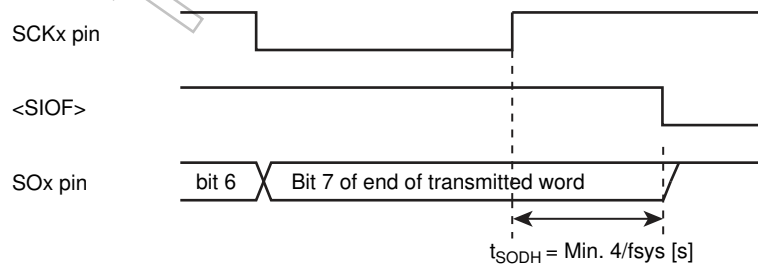 SCKx pin
<SIOF>
SOx pin
bit 6
Bit 7 of end of transmitted word
tSODH = Min. 4/fsys [s]